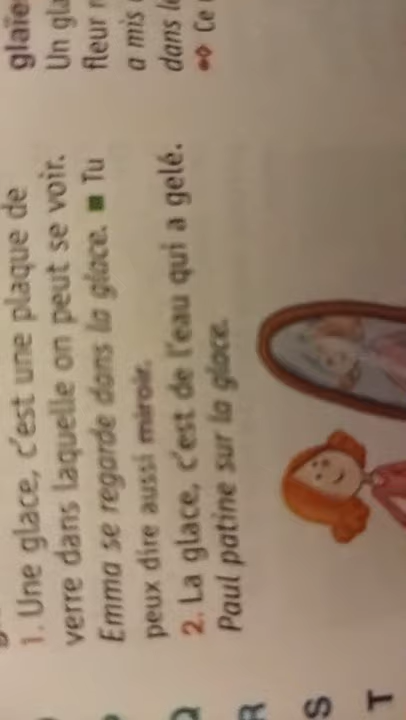 glaïe
Un gla
fleur
a mis
dans
Ce
1. Une glace, c'est une plaque de
verre dans laquelle on peut se voir.
Emma se regarde dans la glace. ■ Tu
peux dire aussi miroir.
2. La glace, c'est de l'eau qui a gelé.
Paul patine sur la glace.
Q
R
S
T